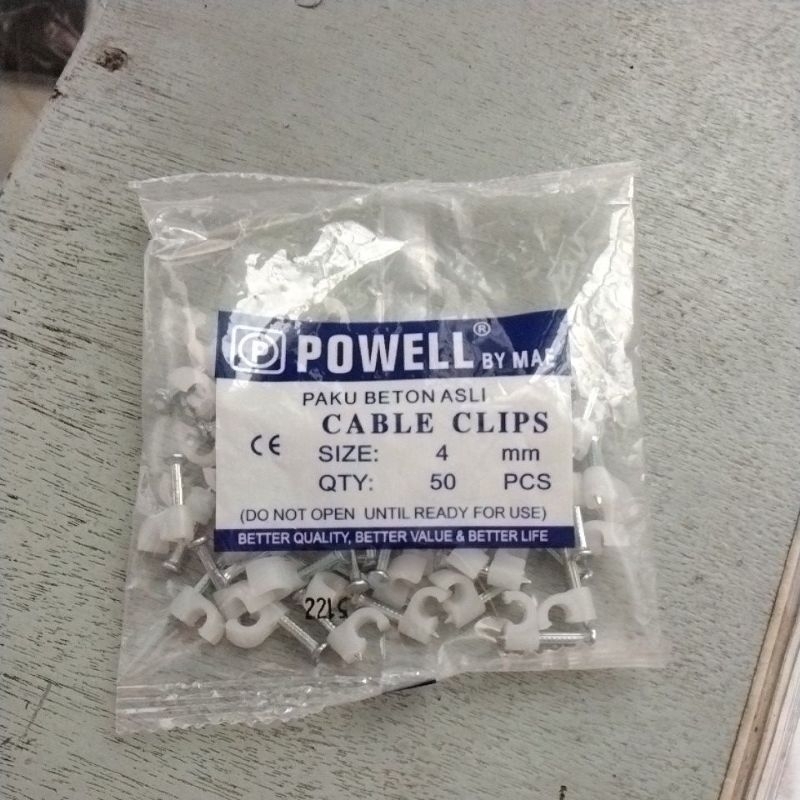 P POWELL® BY MAE
PAKU BETON ASLI
CE CABLE CLIPS
SIZE: 4 mm
QTY: 50 PCS
(DO NOT OPEN UNTIL READY FOR USE)
BETTER QUALITY, BETTER VALUE & BETTER LIFE
5122